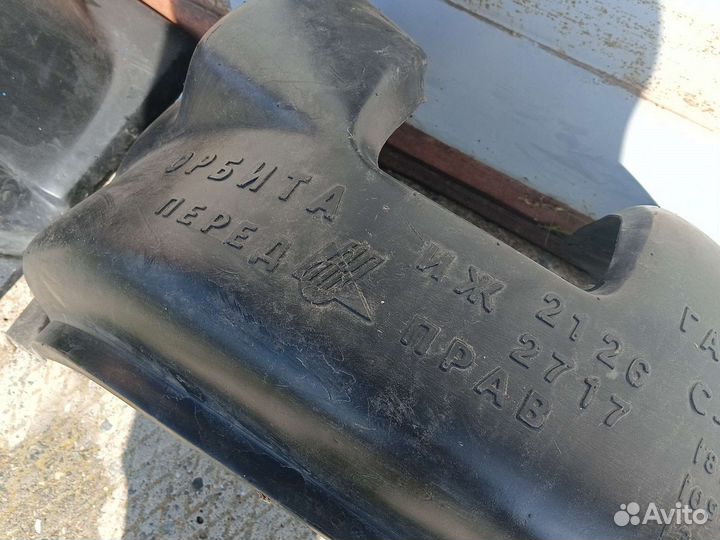 ОРБИТА ИЖ 2126
2717
ПЕРЕД ПРАВ
Avito